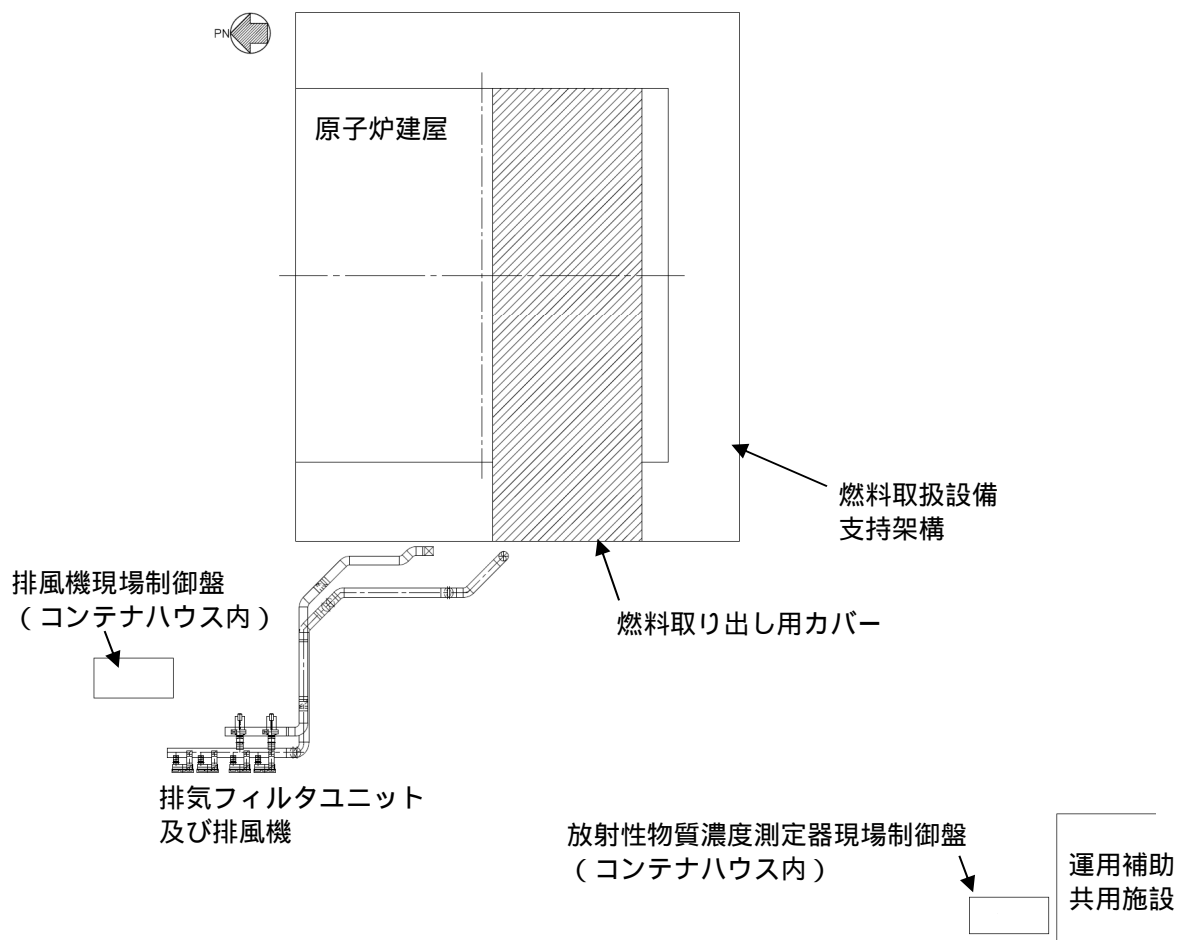 PN
原子炉建屋
燃料取扱設備
支持架構
排風機現場制御盤
（コンテナハウス内）
燃料取り出し用カバー
排気フィルタユニット
及び排風機
放射性物質濃度測定器現場制御盤
（コンテナハウス内）
運用補助
共用施設